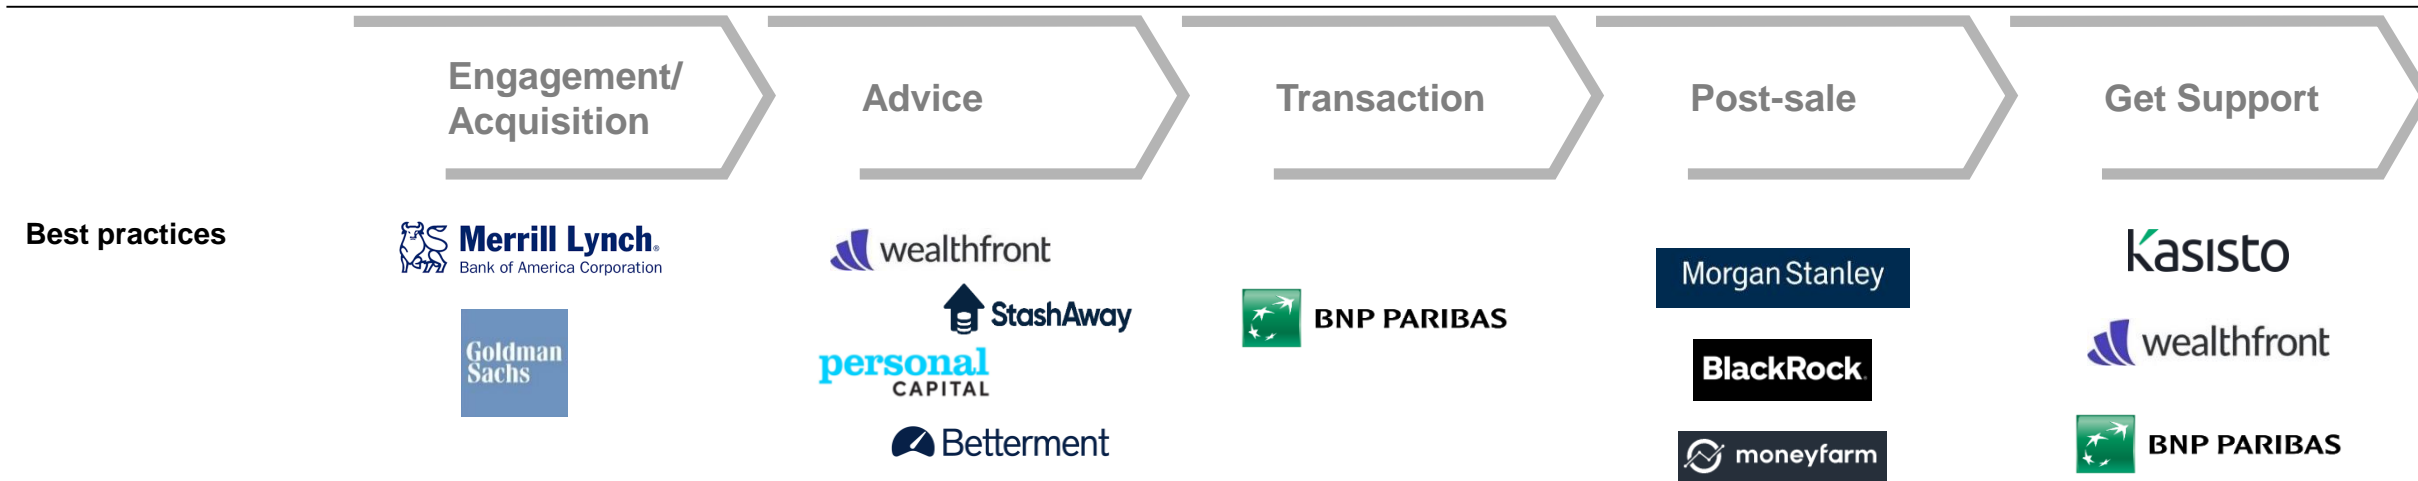 Engagement/
Acquisition
Advice
Transaction
Post-sale
Get Support
Best practices
Merrill Lynch.
Bank of America Corporation
Goldman
Sachs
wealthfront
StashAway
personal
CAPITAL
Betterment
BNP PARIBAS
Morgan Stanley
BlackRock.
moneyfarm
Kasisto
wealthfront
BNP PARIBAS